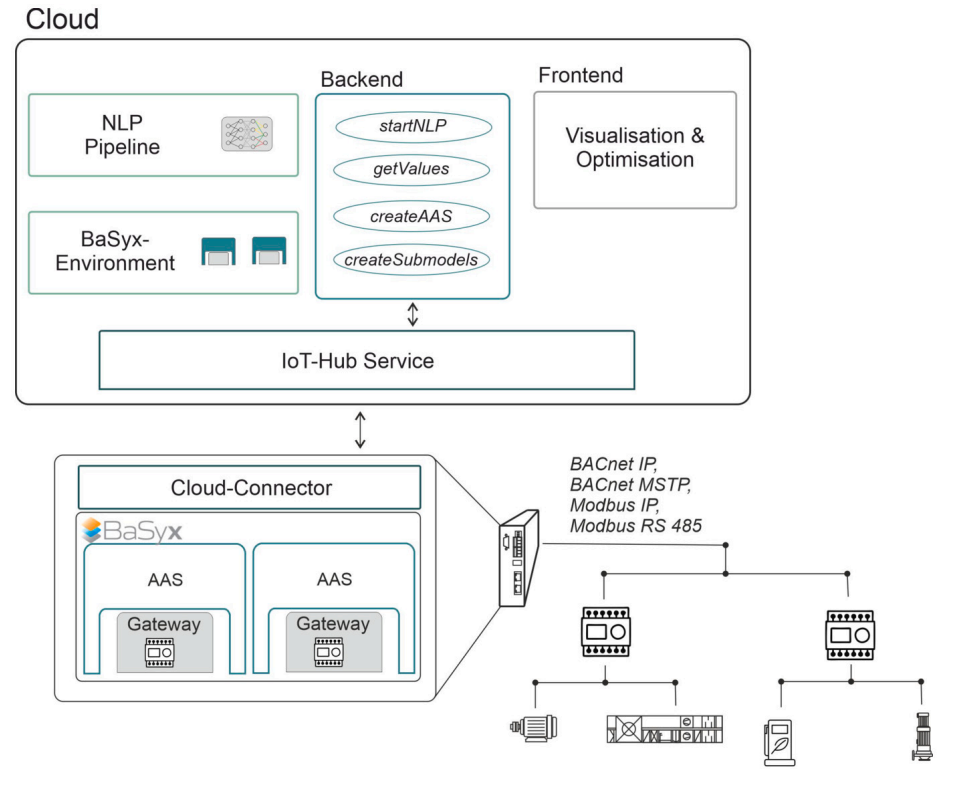 Cloud
NLP
Pipeline
BaSyx-
Environment
Backend
startNLP
getValues
createAAS
createSubmodels
Frontend
Visualisation &
Optimisation
IoT-Hub Service
Cloud-Connector
BaSyx
AAS
Gateway
AAS
Gateway
BACnet IP,
BACnet MSTP,
Modbus IP,
Modbus RS 485